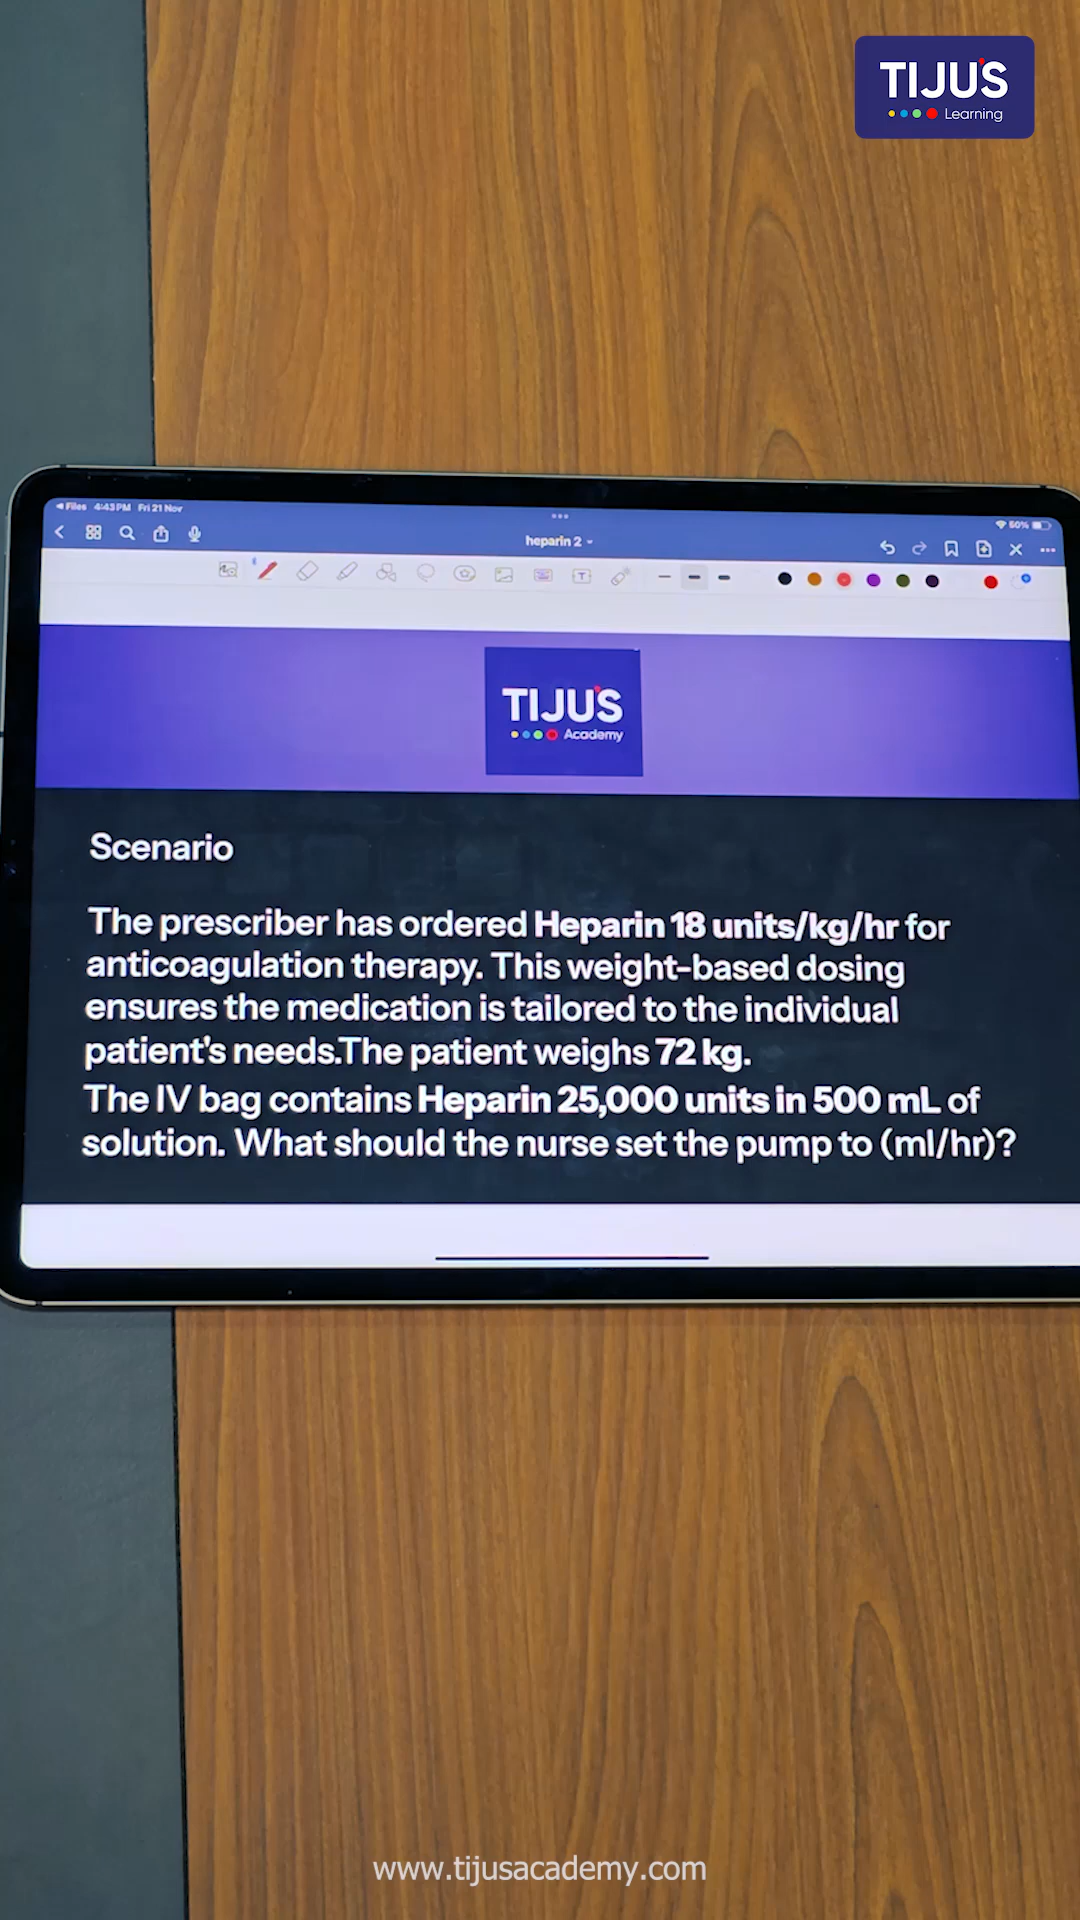 TIJU'S
Learning
Files 4:43 PM Fri 21 Nov
50%
heparin 2
T
TIJU'S
Academy
Scenario
The prescriber has ordered Heparin 18 units/kg/hr for
anticoagulation therapy. This weight-based dosing
ensures the medication is tailored to the individual
patient's needs.The patient weighs 72 kg.
The IV bag contains Heparin 25,000 units in 500 mL of
solution. What should the nurse set the pump to (ml/hr)?
www.tijusacademy.com